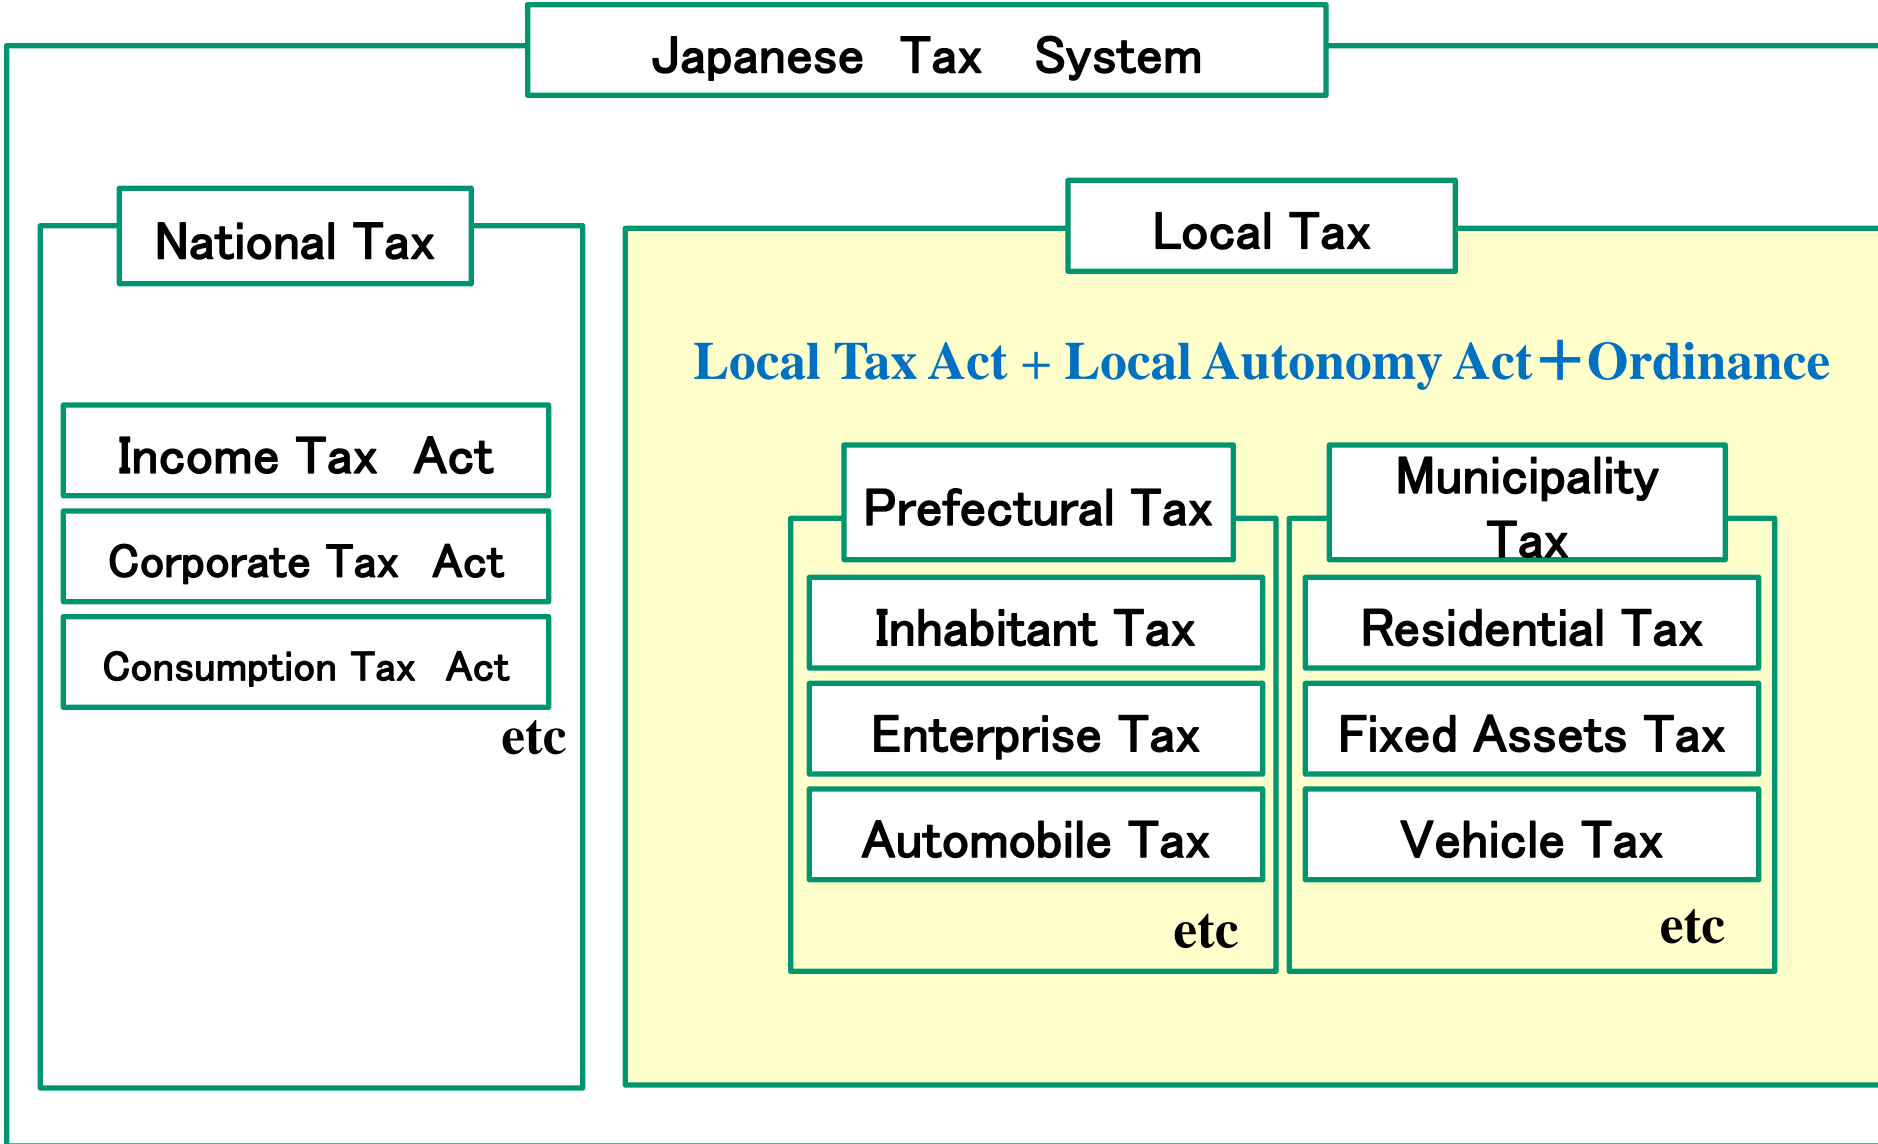 Japanese Tax System
National Tax
Income Tax Act
Corporate Tax Act
Consumption Tax Act
etc
Local Tax
Local Tax Act + Local Autonomy Act＋Ordinance
Prefectural Tax
Inhabitant Tax
Enterprise Tax
Automobile Tax
etc
Municipality
Tax
Residential Tax
Fixed Assets Tax
Vehicle Tax
etc